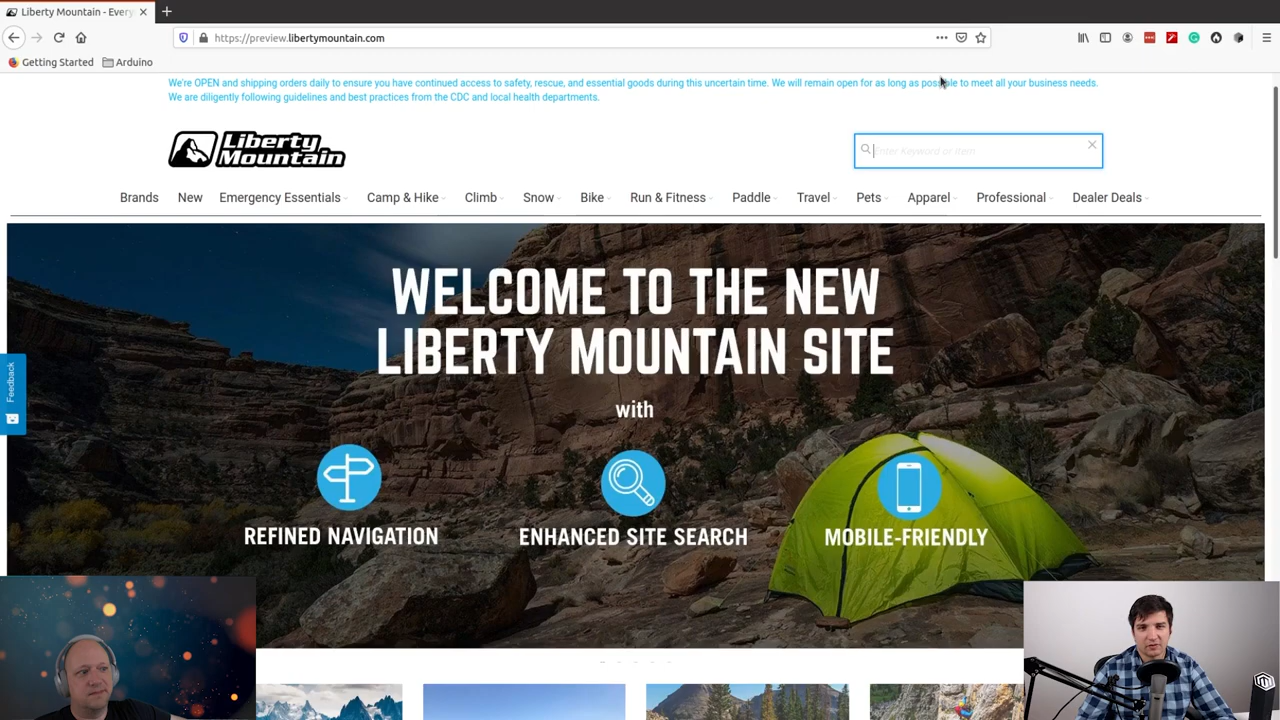 Liberty Mountain - Every
https://preview.libertymountain.com
Getting Started
Arduino
We're OPEN and shipping orders daily to ensure you have continued access to safety, rescue, and essential goods during this uncertain time. We will remain open for as long as possible to meet all your business needs.
We are diligently following guidelines and best practices from the CDC and local health departments.
Liberty
Mountain
Enter Keyword or Item
Brands New Emergency Essentials Camp & Hike Climb Snow Bike Run & Fitness Paddle Travel Pets Apparel Professional Dealer Deals
WELCOME TO THE NEW
LIBERTY MOUNTAIN SITE
with
Feedback
REFINED NAVIGATION ENHANCED SITE SEARCH MOBILE-FRIENDLY